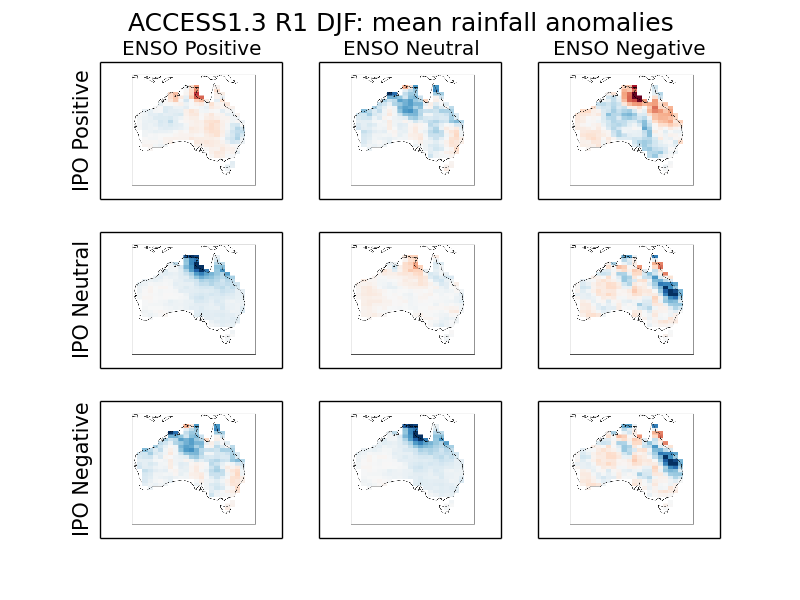 ACCESS1.3 R1 DJF: mean rainfall anomalies
ENSO Positive
ENSO Neutral
ENSO Negative
IPO Positive
IPO Neutral
IPO Negative